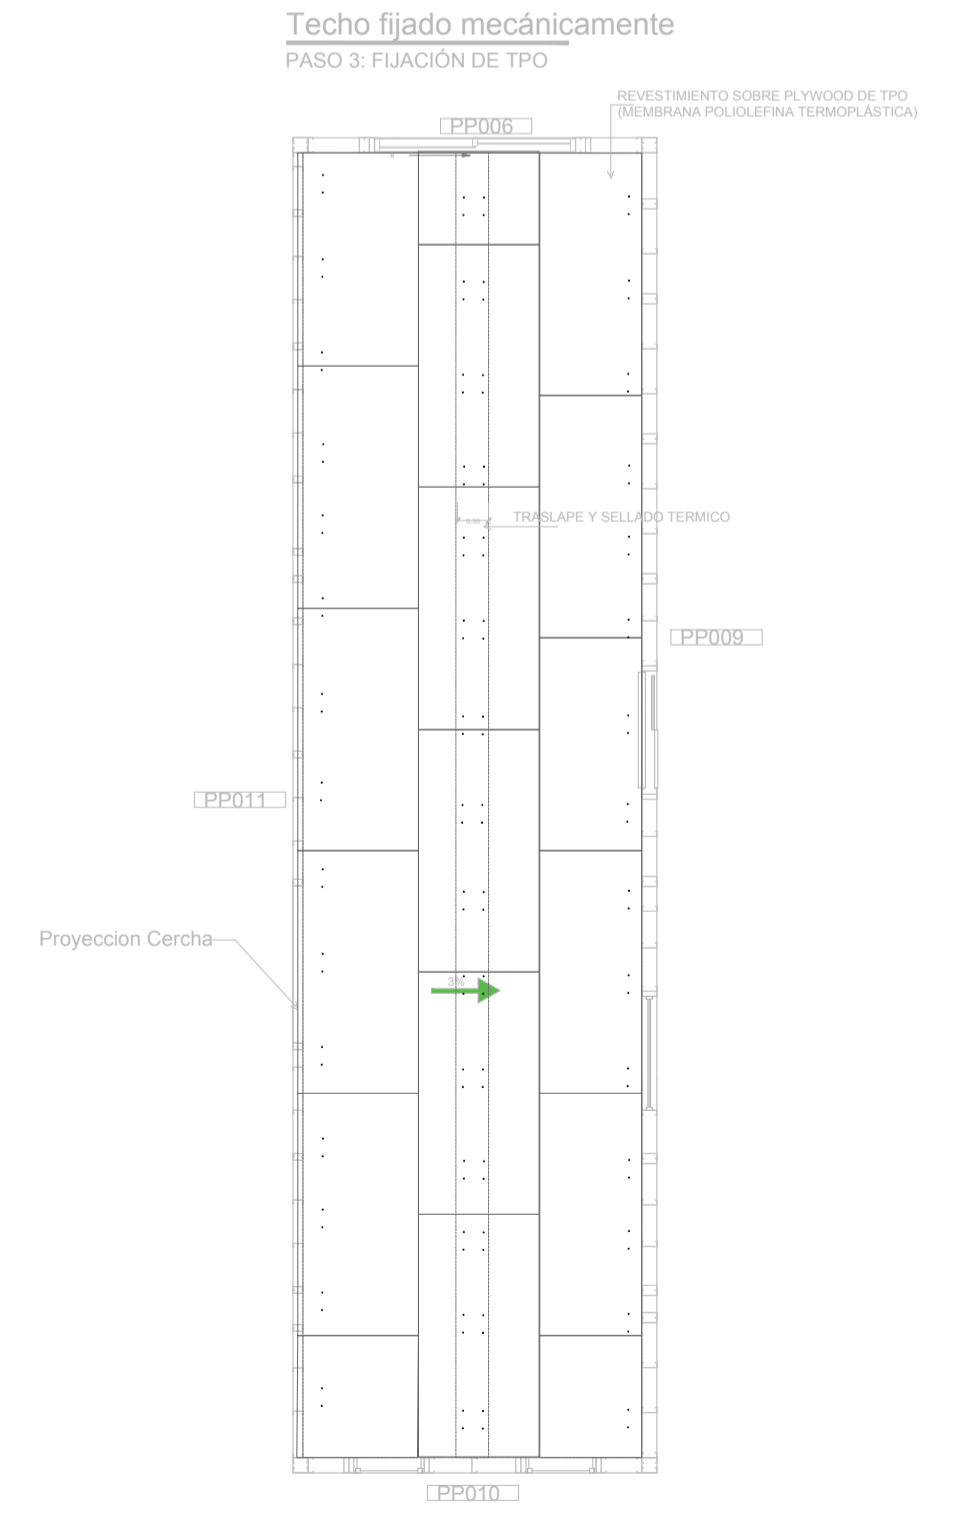 Techo fijado mecánicamente
PASO 3: FIJACIÓN DE TPO
REVESTIMIENTO SOBRE PLYWOOD DE TPO
(MEMBRANA POLIOLEFINA TERMOPLÁSTICA)
PP006
TRASLAPE Y SELLADO TERMICO
PP009
PP011
Proyeccion Cercha
3%
PP010